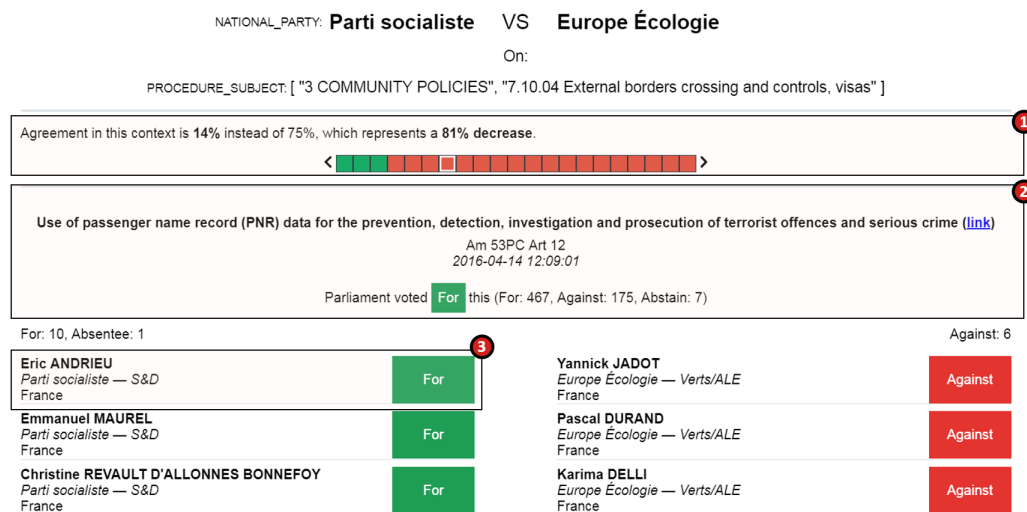 NATIONAL_PARTY: Parti socialiste VS Europe Écologie
On:
PROCEDURE_SUBJECT: [ "3 COMMUNITY POLICIES", "7.10.04 External borders crossing and controls, visas" ]
1
Agreement in this context is 14% instead of 75%, which represents a 81% decrease.
2
Use of passenger name record (PNR) data for the prevention, detection, investigation and prosecution of terrorist offences and serious crime (link)
Am 53PC Art 12
2016-04-14 12:09:01
Parliament voted For this (For: 467, Against: 175, Abstain: 7)
For: 10, Absentee: 1
Against: 6
3
Eric ANDRIEU
Parti socialiste — S&D
France
For
Yannick JADOT
Europe Écologie — Verts/ALE
France
Against
Emmanuel MAUREL
Parti socialiste — S&D
France
For
Pascal DURAND
Europe Écologie — Verts/ALE
France
Against
Christine REVAULT D'ALLONNES BONNEFOY
Parti socialiste — S&D
France
For
Karima DELLI
Europe Écologie — Verts/ALE
France
Against